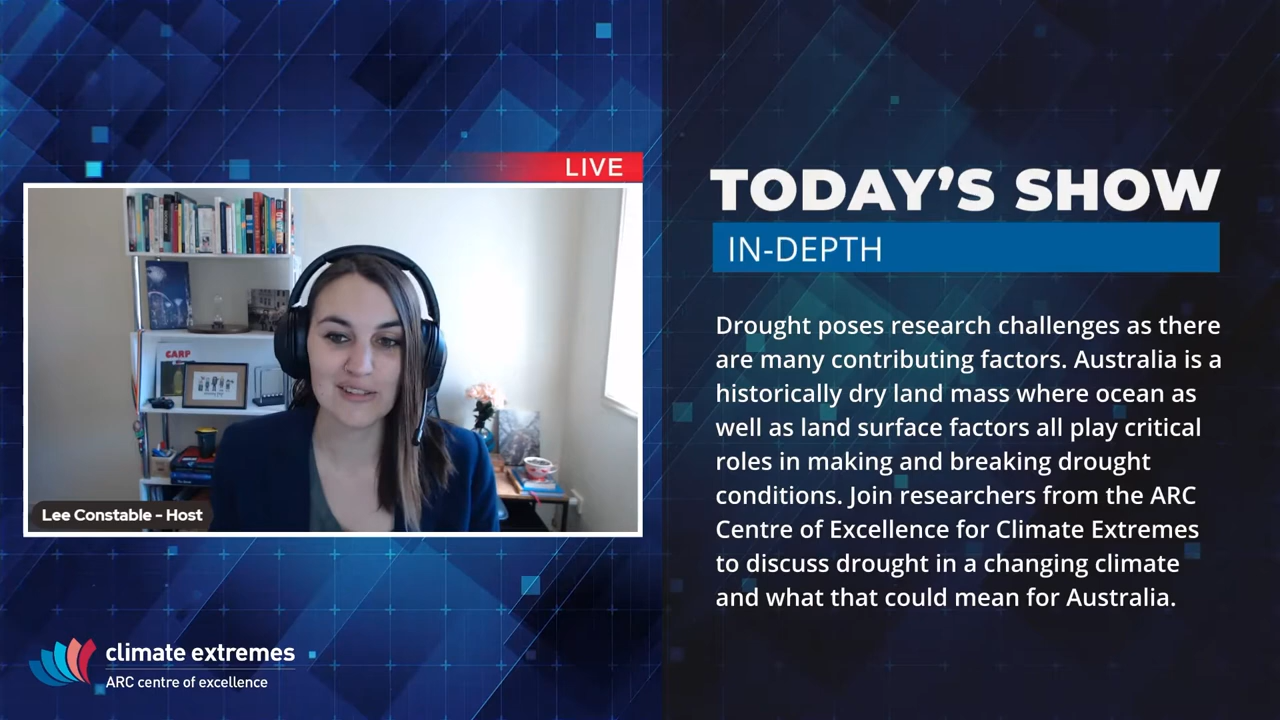 LIVE
CARP
Lee Constable - Host
climate extremes
ARC centre of excellence
TODAY'S SHOW
IN-DEPTH
Drought poses research challenges as there
are many contributing factors. Australia is a
historically dry land mass where ocean as
well as land surface factors all play critical
roles in making and breaking drought
conditions. Join researchers from the ARC
Centre of Excellence for Climate Extremes
to discuss drought in a changing climate
and what that could mean for Australia.